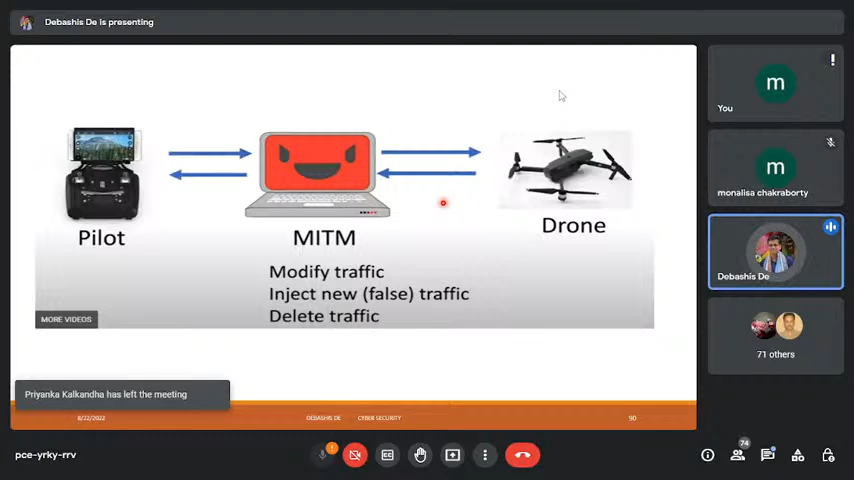 Debashis De is presenting
Pilot
MITM
Drone
Modify traffic
Inject new (false) traffic
Delete traffic
MORE VIDEOS
Priyanka Kalkandha has left the meeting
8/22/2022
DEBASHIS DE
CYBER SECURITY
90
m
You
m
monalisa chakraborty
Debashis De
71 others
pce-yrky-rrv
74